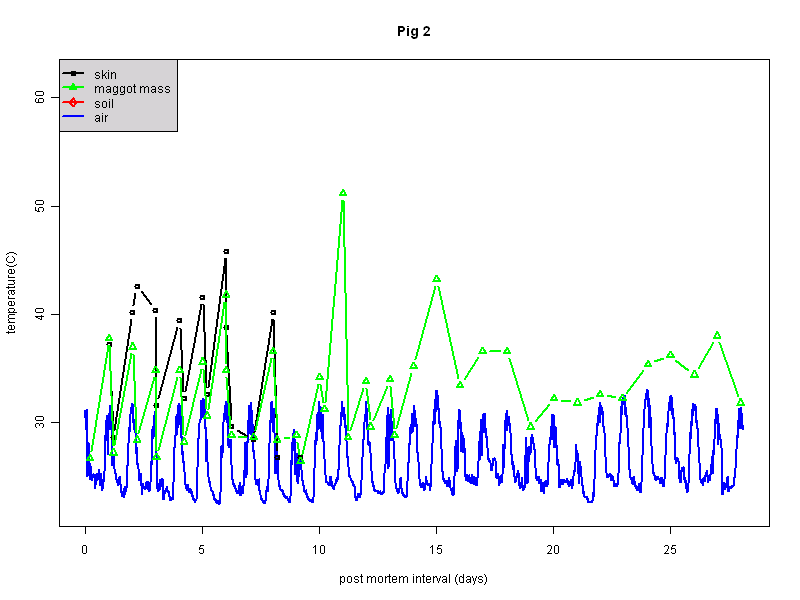 Pig 2
skin
maggot mass
soil
air
60
50
40
30
temperature(C)
0 5 10 15 20 25
post mortem interval (days)